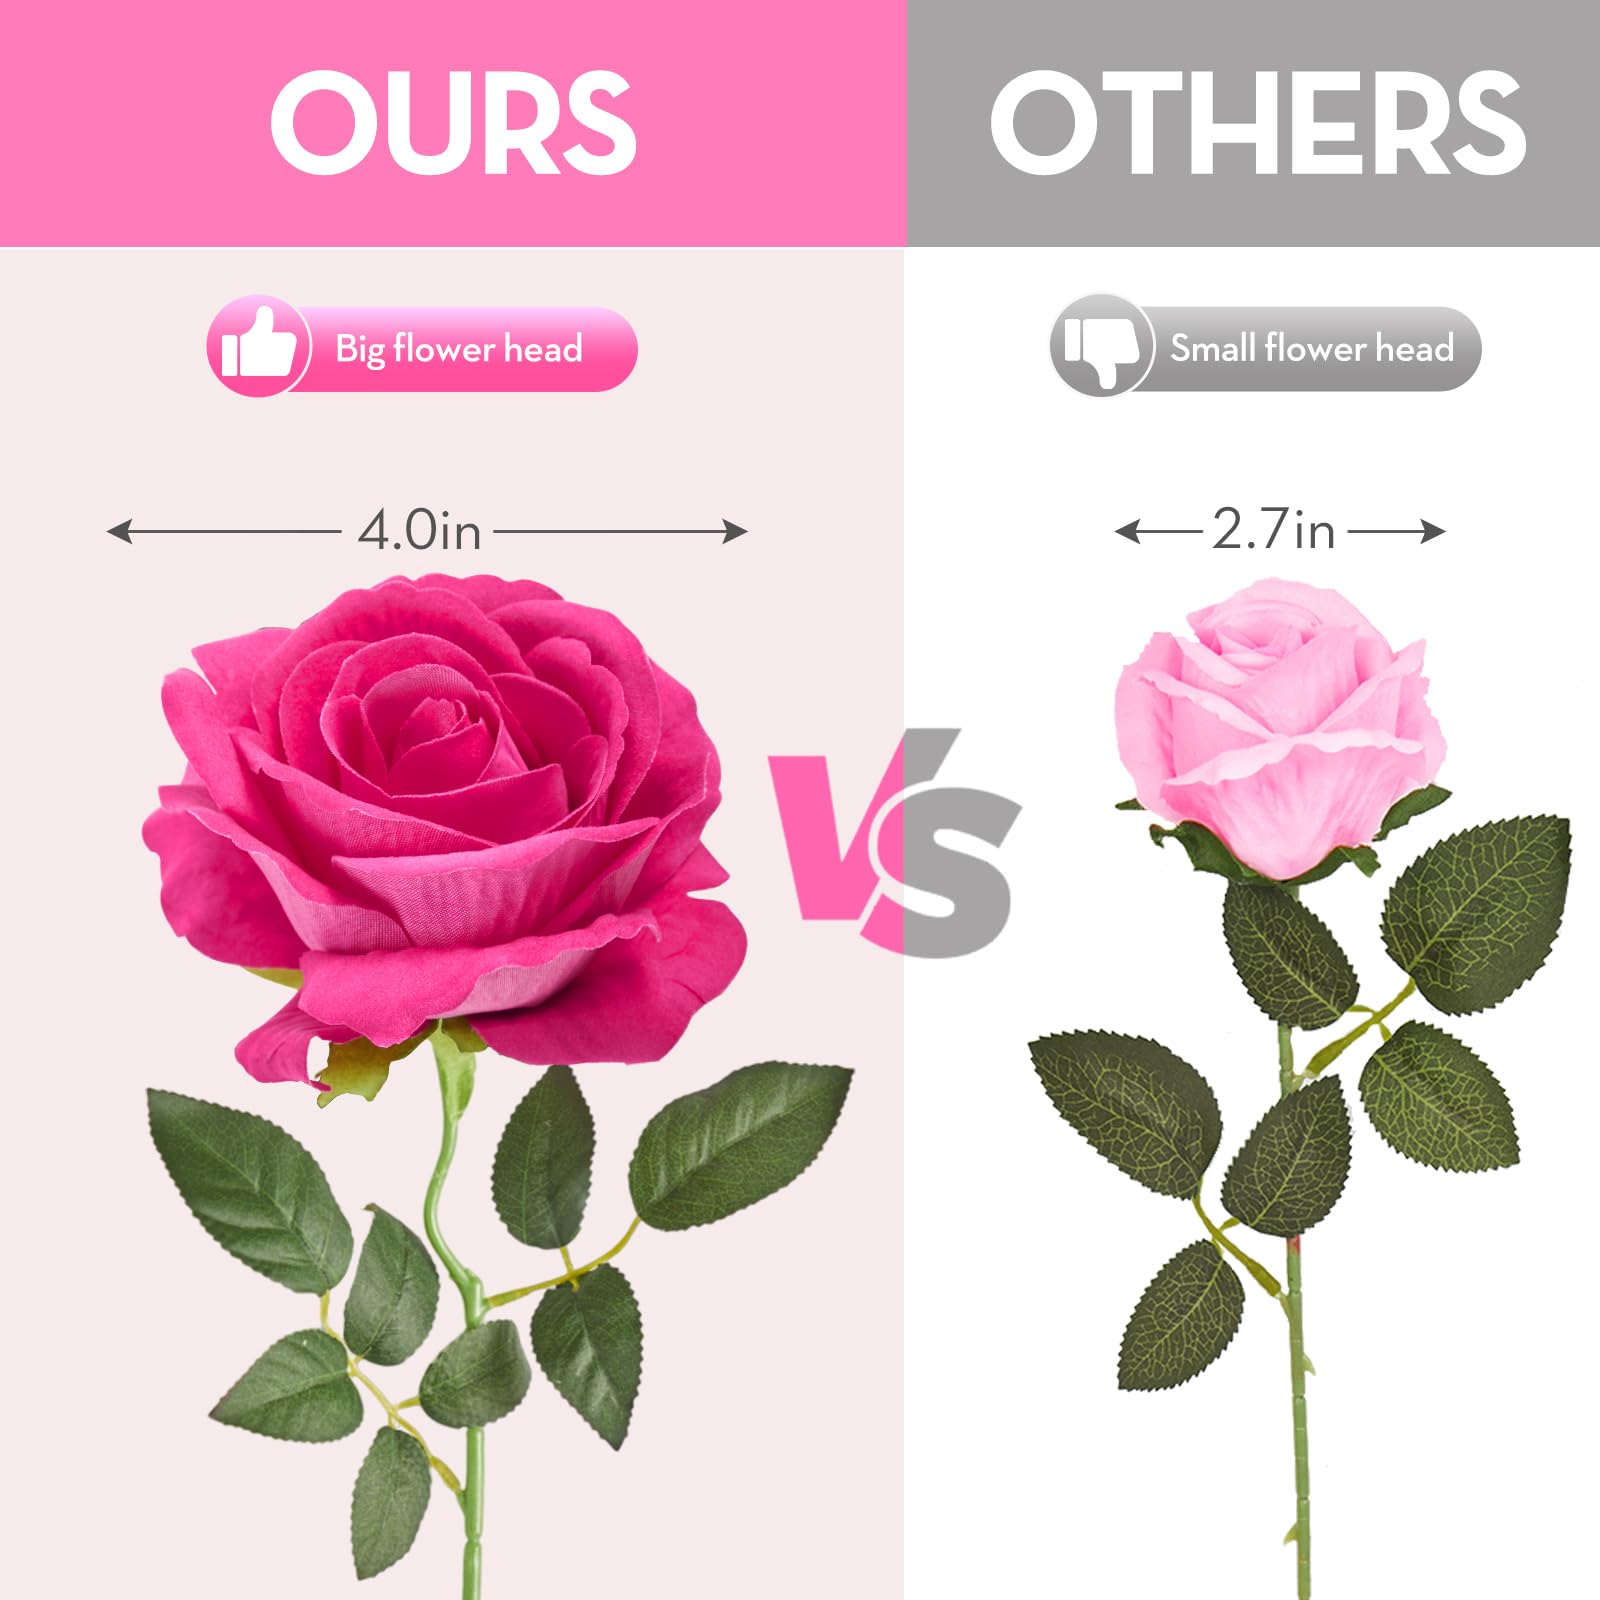 OURS
OTHERS
Big flower head
Small flower head
4.0in
2.7in
VS